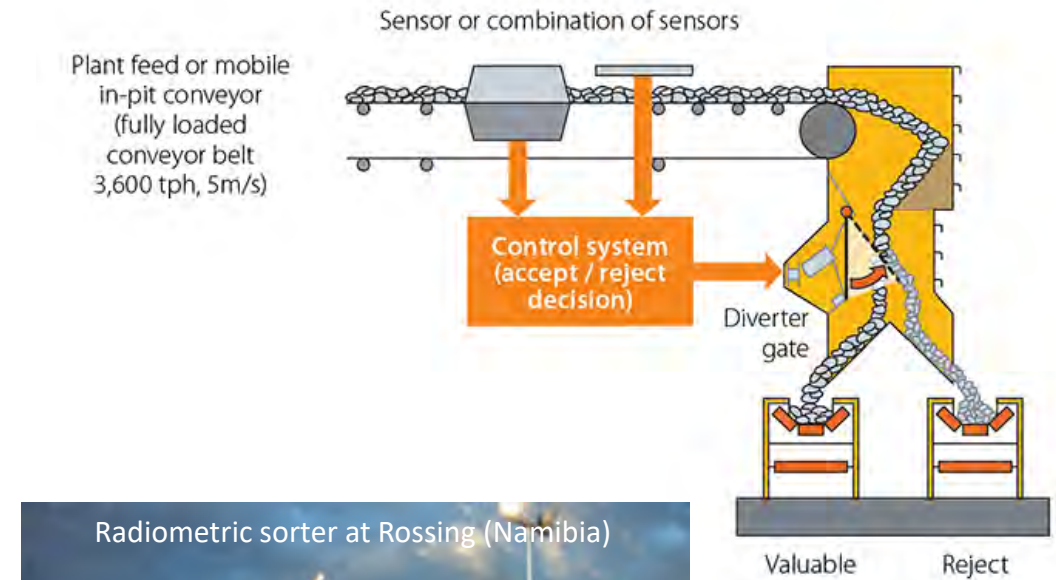 Sensor or combination of sensors
Plant feed or mobile
in-pit conveyor
(fully loaded
conveyor belt
3,600 tph, 5m/s)
Control system
(accept / reject
decision)
Diverter
gate
Valuable
Reject
Radiometric sorter at Rossing (Namibia)